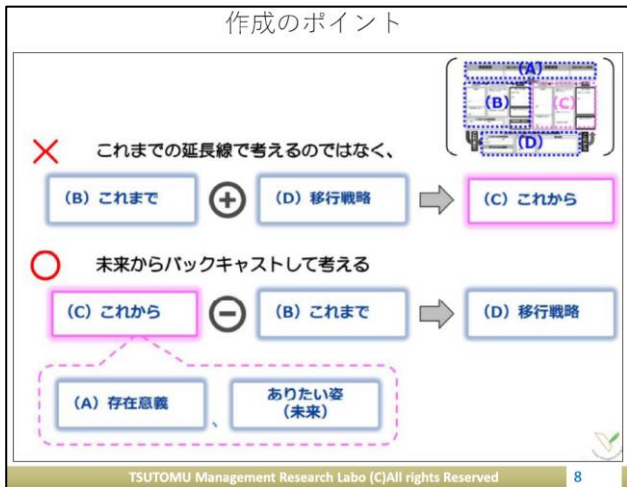 作成のポイント
(A)
(B)
(C)
(D)
これまでの延長線で考えるのではなく、
(B) これまで
(D) 移行戦略
(C) これから
未来からバックキャストして考える
(C) これから
(B) これまで
(D) 移行戦略
(A) 存在意義
、
ありたい姿
(未来)
TSUTOMU Management Research Labo (C)All rights Reserved
8